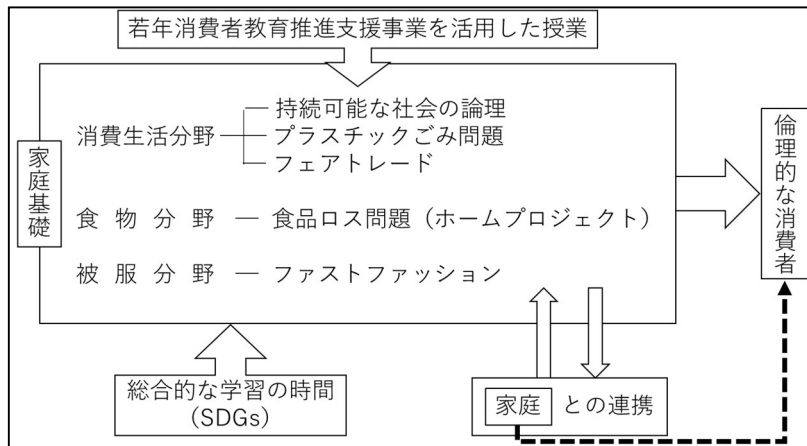 若年消費者教育推進支援事業を活用した授業
持続可能な社会の論理
消費生活分野
プラスチックごみ問題
フェアトレード
家庭基礎
食物分野
食品ロス問題（ホームプロジェクト）
被服分野
ファストファッション
倫理的な消費者
総合的な学習の時間
（SDGs）
家庭 との連携